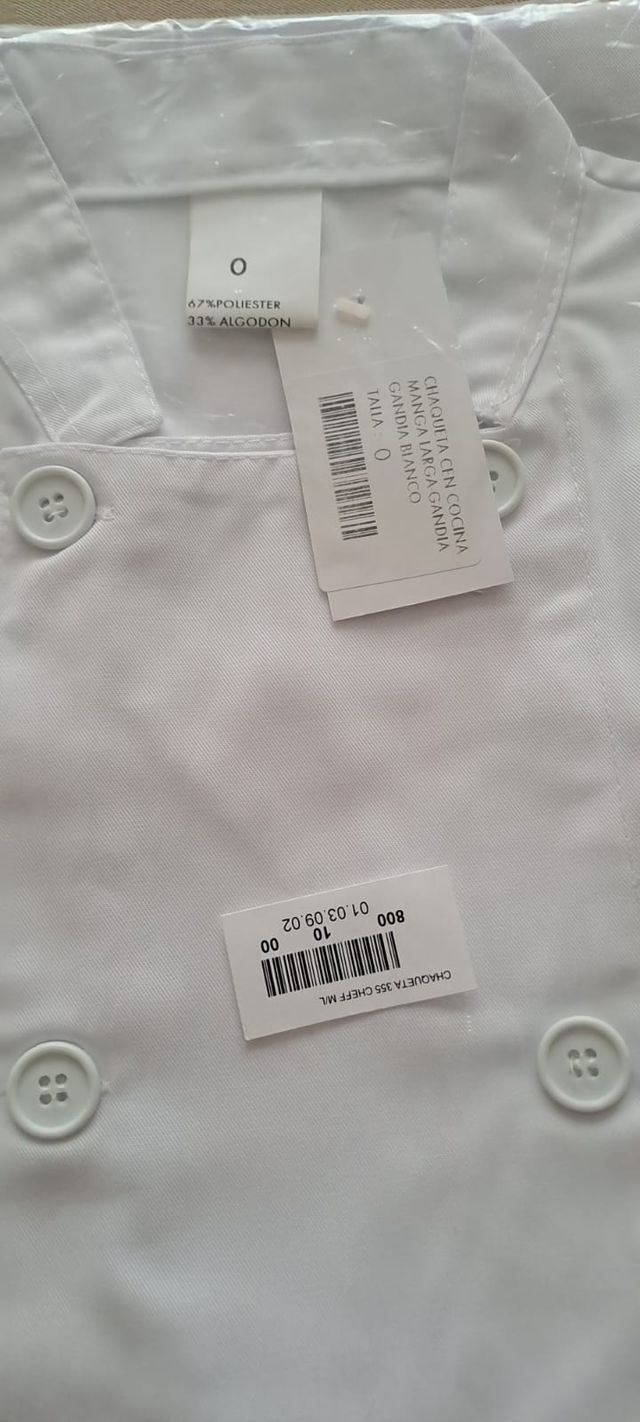 0
67%POLIESTER
33% ALGODON
CHAQUETA CFN COCINA
MANGA LARGA GANDIA
GANDIA BLANCO
TALLA : 0
CHAQUETA 355 CHEFF M/L
800 10 00
01.03.09.02